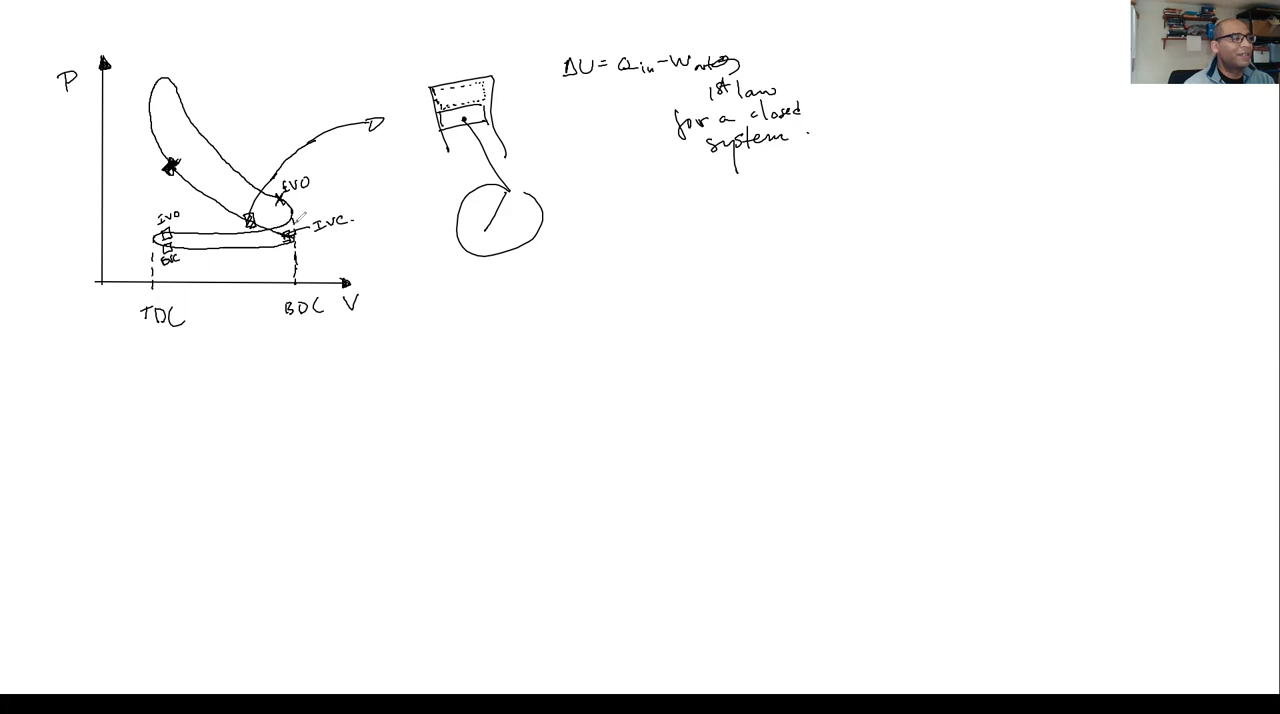 P
EVO
IVO
IVC.
EVC
TDC
BDC
V
ΔU = Qin - Wout
1st law
for a closed
system.